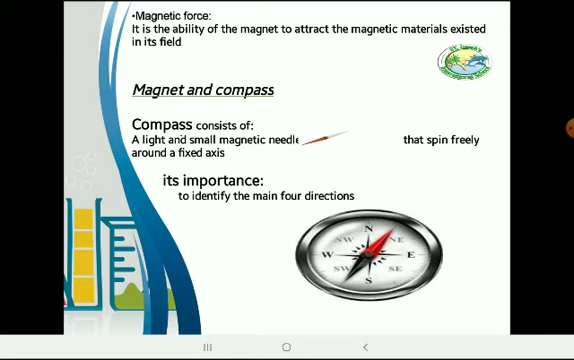 •Magnetic force:
It is the ability of the magnet to attract the magnetic materials existed
in its field
Magnet and compass
Compass consists of:
A light and small magnetic needle that spin freely
around a fixed axis
its importance:
to identify the main four directions
N
NW NE
W E
SW SE
S
International School